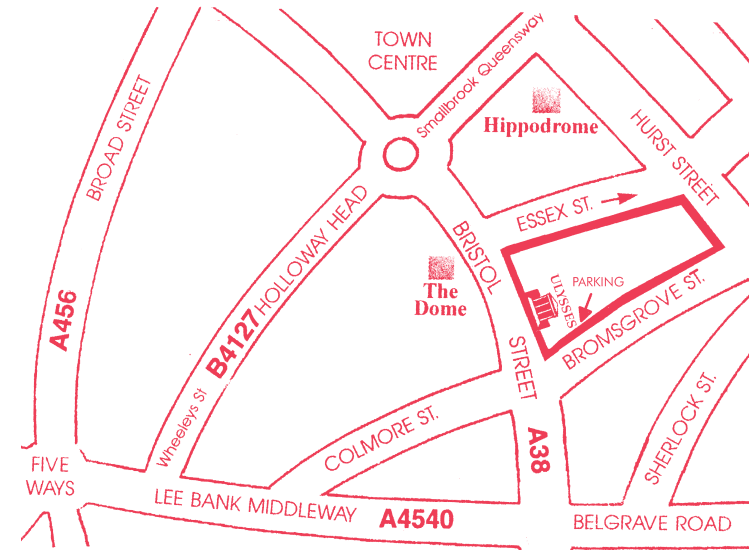 TOWN
CENTRE
Smallbrook Queensway
BROAD STREET
Hippodrome
HURST STREET
ESSEX ST.
HOLLOWAY HEAD
BRISTOL
The
Dome
ULYSSES
PARKING
A456
B4127
BROMSGROVE ST.
STREET
Wheeleys St
COLMORE ST.
SHERLOCK ST.
A38
FIVE
WAYS
LEE BANK MIDDLEWAY
A4540
BELGRAVE ROAD